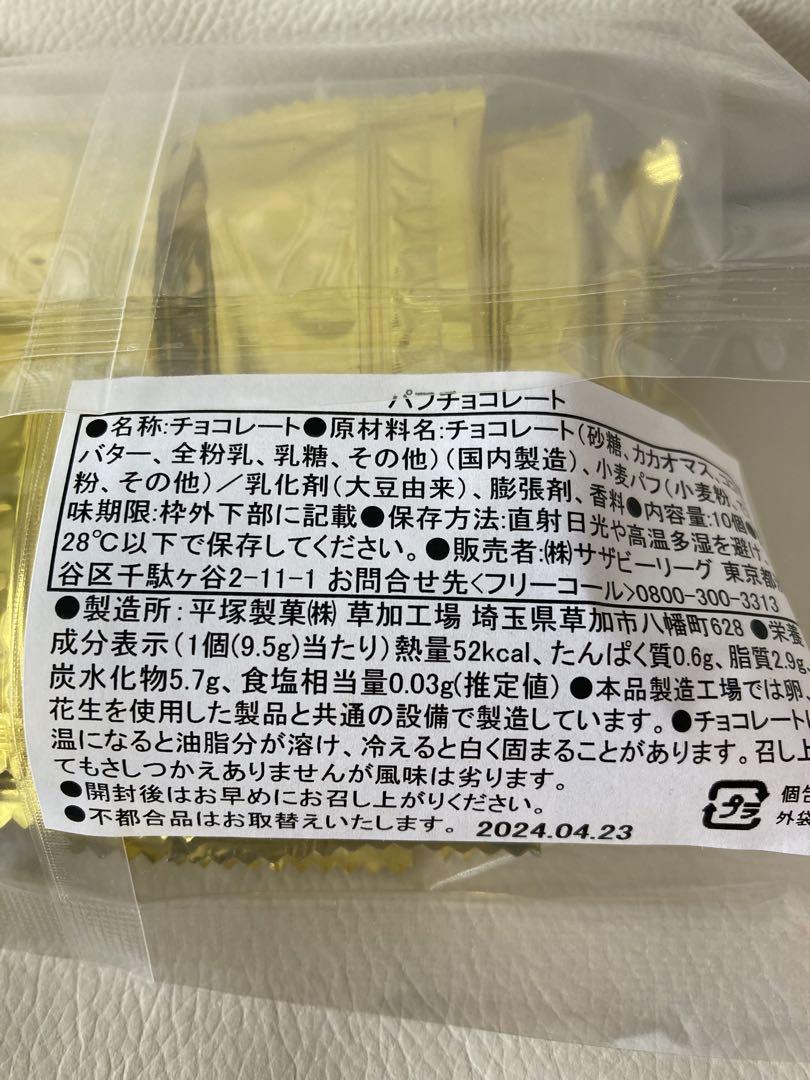 パフチョコレート
●名称:チョコレート●原材料名:チョコレート(砂糖、カカオマス、ココ
バター、全粉乳、乳糖、その他)(国内製造)、小麦パフ(小麦粉、
粉、その他)／乳化剤(大豆由来)、膨張剤、香料●内容量:10個●
味期限:枠外下部に記載●保存方法:直射日光や高温多湿を避け、
28℃以下で保存してください。●販売者:㈱サザビーリーグ 東京都
谷区千駄ヶ谷2-11-1 お問合せ先<フリーコール>0800-300-3313
●製造所:平塚製菓㈱ 草加工場 埼玉県草加市八幡町628 ●栄養
成分表示(1個(9.5g)当たり)熱量52kcal、たんぱく質0.6g、脂質2.9g、
炭水化物5.7g、食塩相当量0.03g(推定値) ●本品製造工場では卵、
花生を使用した製品と共通の設備で製造しています。●チョコレート
温になると油脂分が溶け、冷えると白く固まることがあります。召し上
てもさしつかえありませんが風味は劣ります。
●開封後はお早めにお召し上がりください。
●不都合品はお取替えいたします。 2024.04.23
プラ
個包
外袋